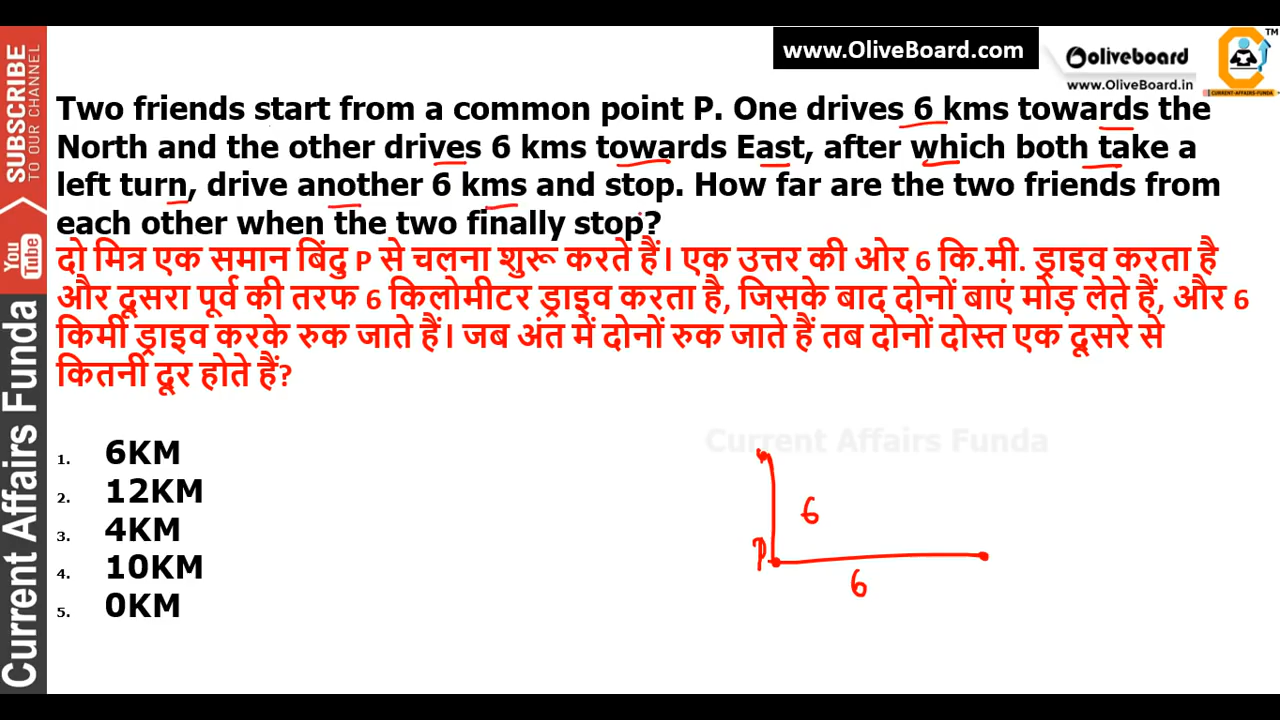 www.OliveBoard.com
oliveboard
www.OliveBoard.in
TM
CURRENT-AFFAIRS-FUNDA
SUBSCRIBE
TO OUR CHANNEL
You Tube
Current Affairs Funda
Two friends start from a common point P. One drives 6 kms towards the
North and the other drives 6 kms towards East, after which both take a
left turn, drive another 6 kms and stop. How far are the two friends from
each other when the two finally stop?
दो मित्र एक समान बिंदु P से चलना शुरू करते हैं। एक उत्तर की ओर 6 कि.मी. ड्राइव करता है
और दूसरा पूर्व की तरफ 6 किलोमीटर ड्राइव करता है, जिसके बाद दोनों बाएं मोड़ लेते हैं, और 6
किमी ड्राइव करके रुक जाते हैं। जब अंत में दोनों रुक जाते हैं तब दोनों दोस्त एक दूसरे से
कितनी दूर होते हैं?
Current Affairs Funda
1. 6KM
2. 12KM
3. 4KM
4. 10KM
5. 0KM
6
P
6